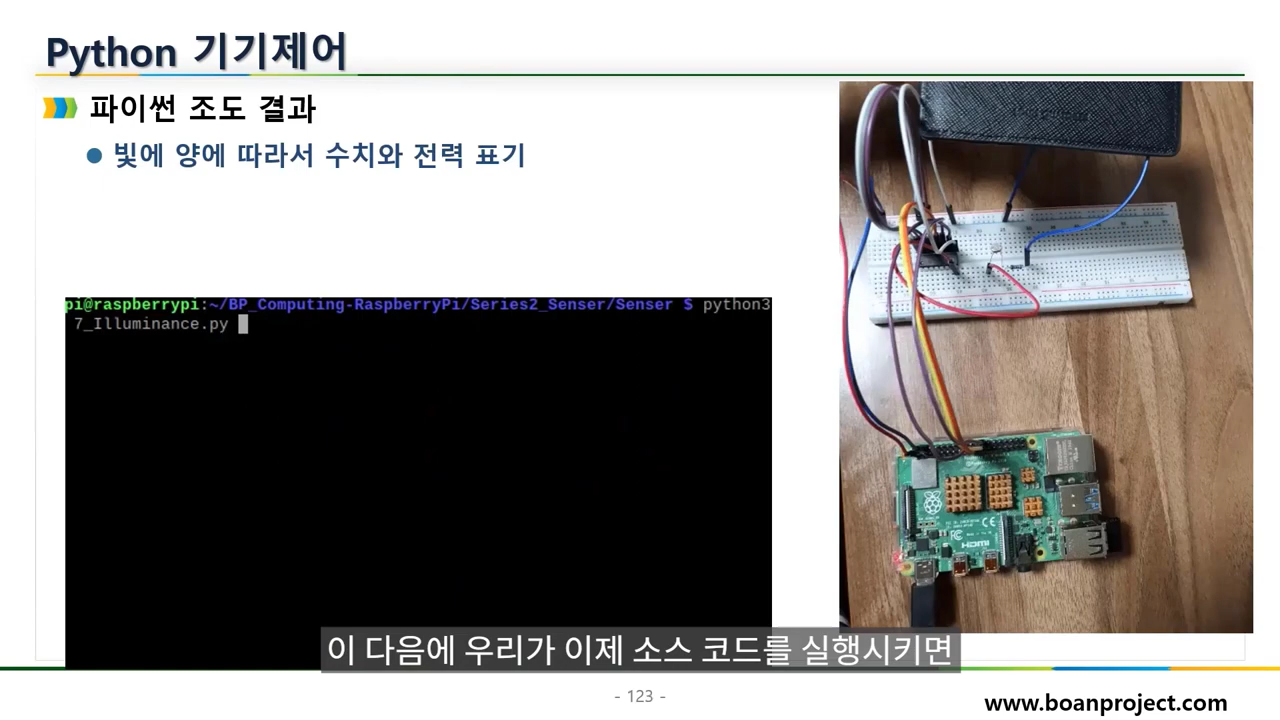 Python 기기제어
파이썬 조도 결과
빛에 양에 따라서 수치와 전력 표기
pi@raspberrypi:~/BP_Computing-RaspberryPi/Series2_Senser/Senser $ python3
7_Illuminance.py
HDMI
이 다음에 우리가 이제 소스 코드를 실행시키면
- 123 -
www.boanproject.com